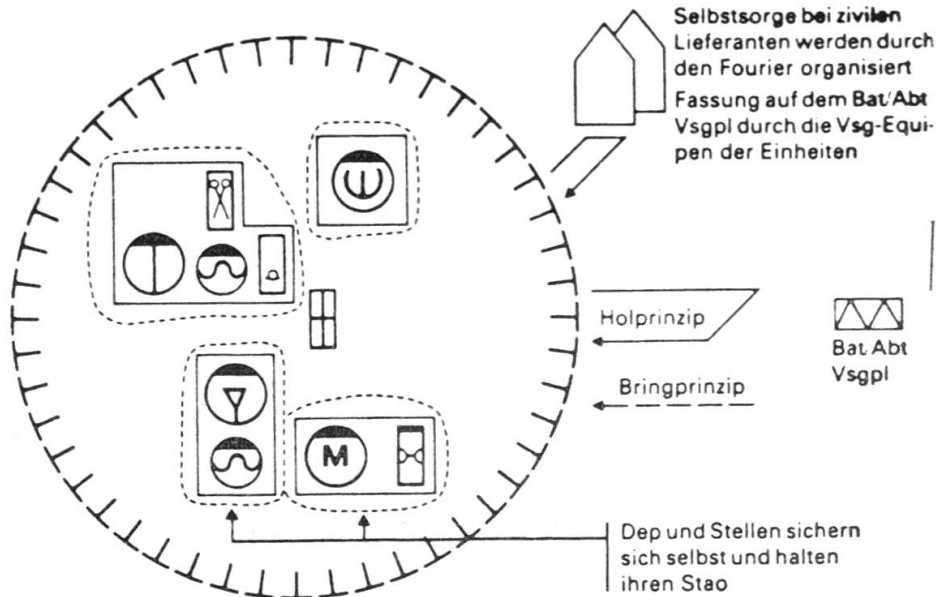 Selbstsorge bei zivilen
Lieferanten werden durch
den Fourier organisiert
Fassung auf dem Bat/Abt
Vsgpl durch die Vsg-Equi-
pen der Einheiten
Holprinzip
Bat Abt
Vsgpl
Bringprinzip
M
Dep und Stellen sichern
sich selbst und halten
ihren Stao